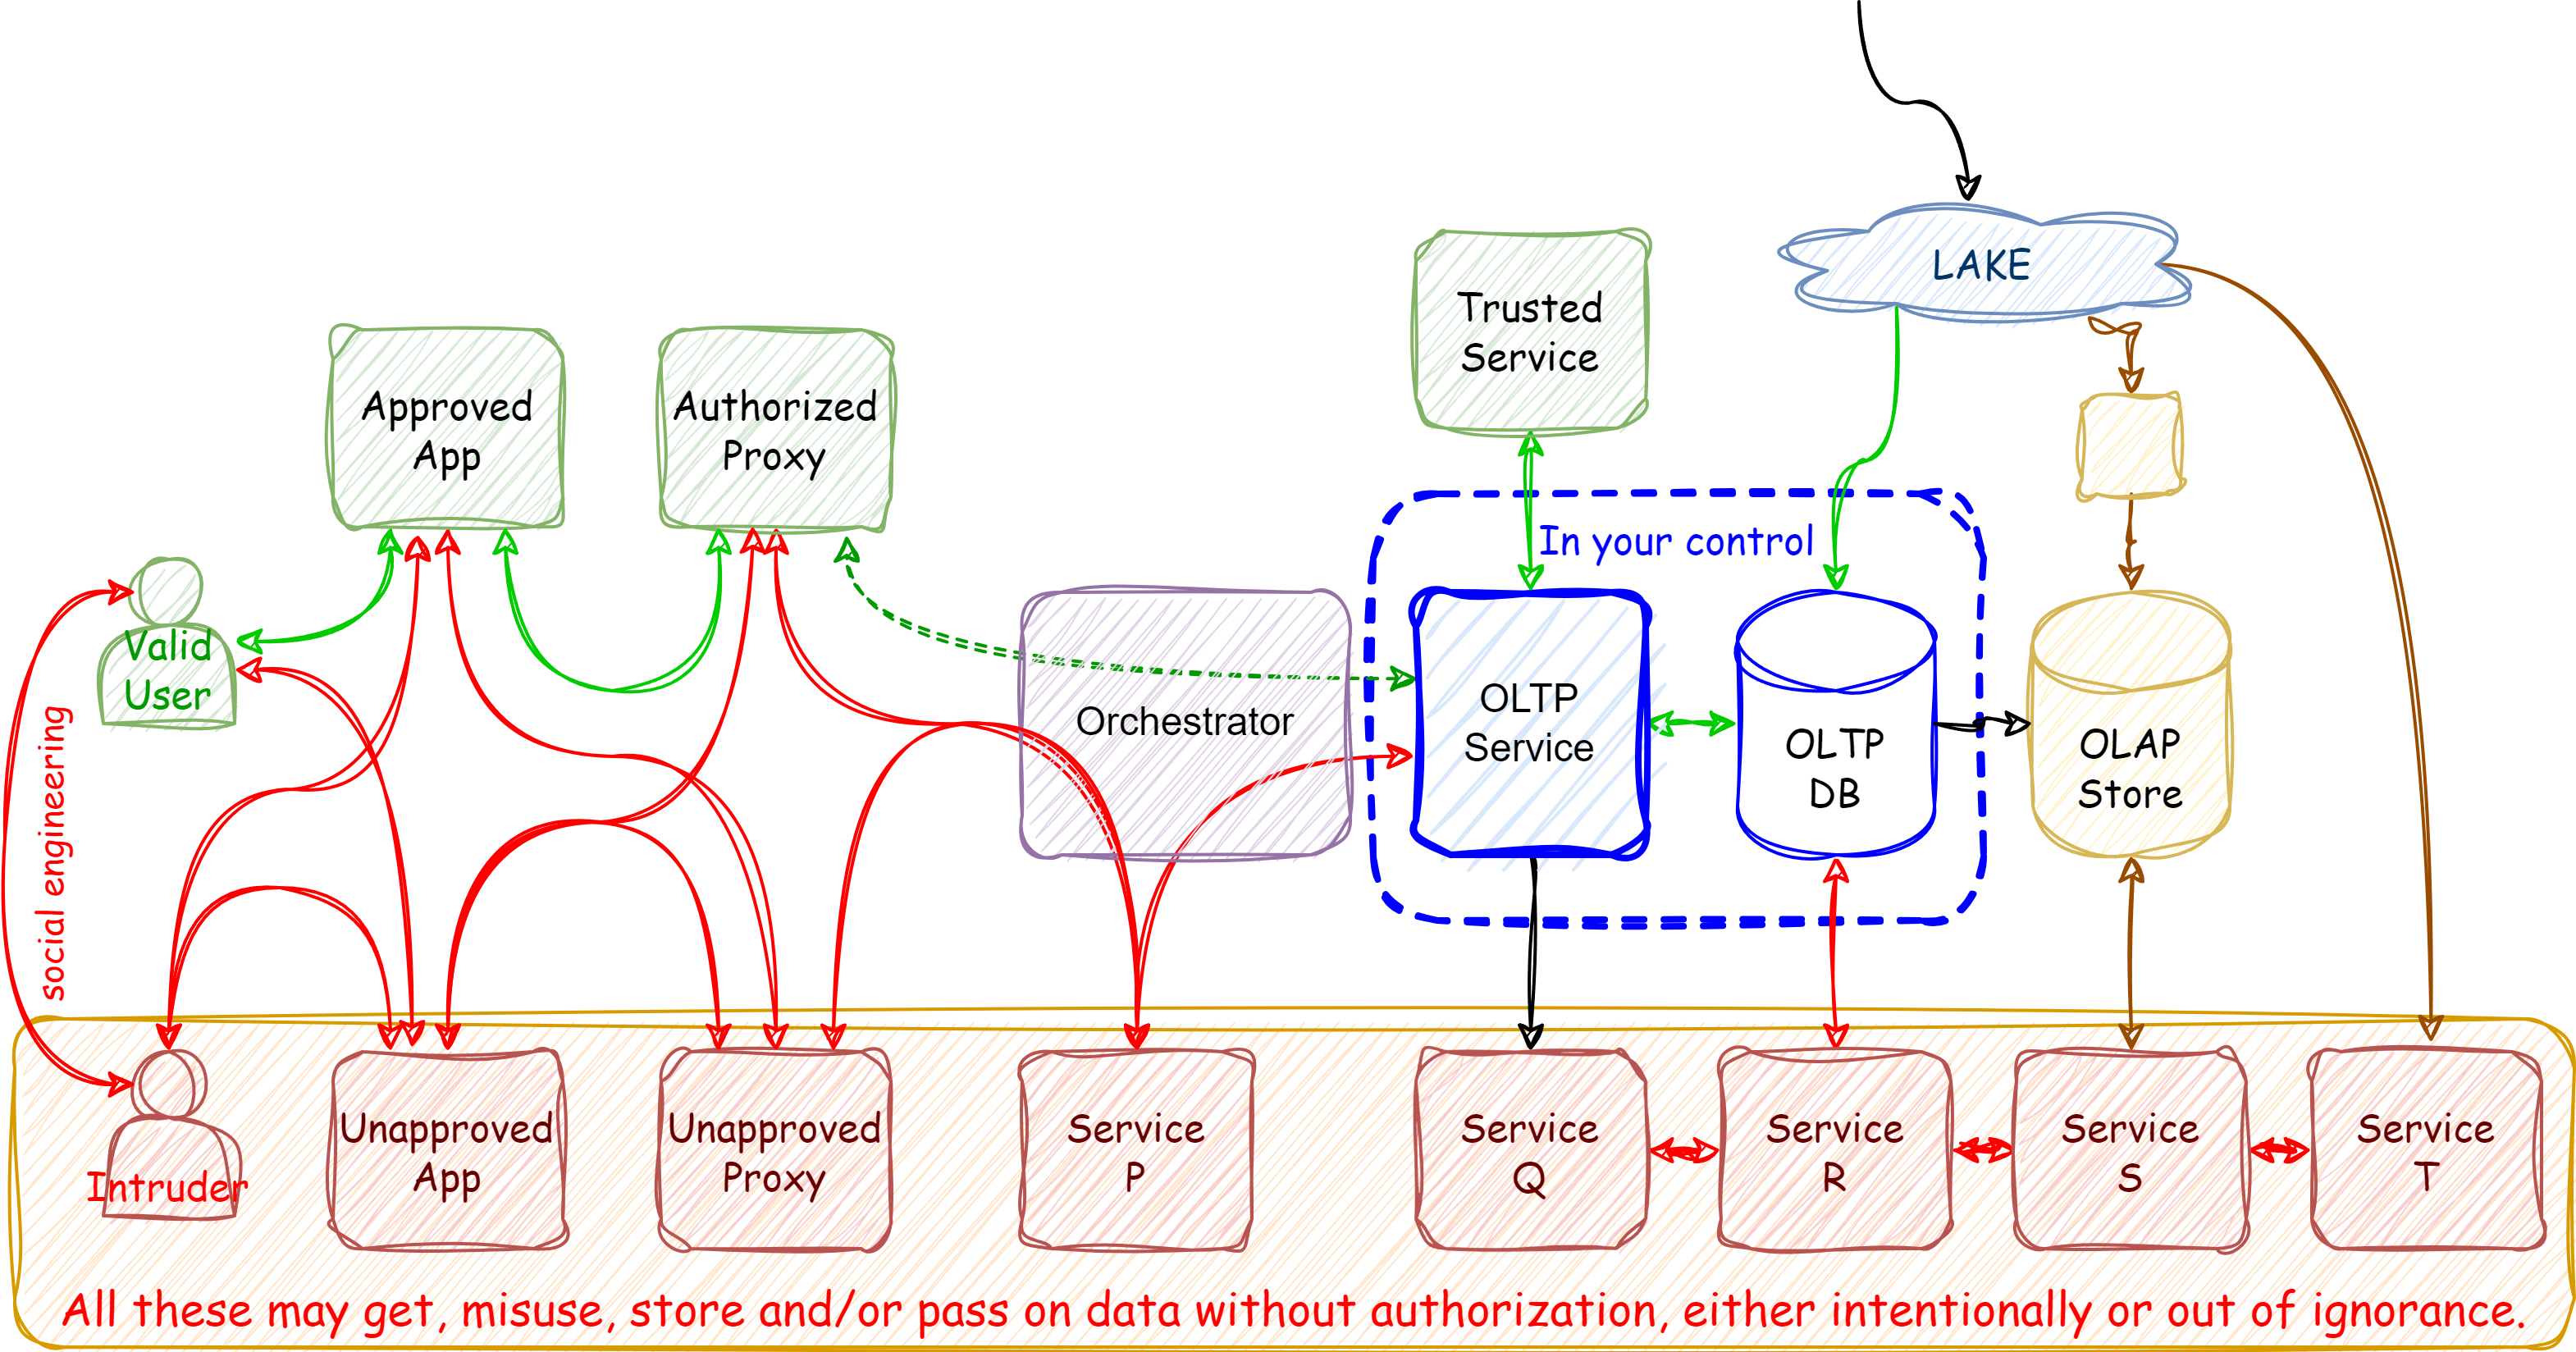 LAKE
Trusted
Service
Approved
App
Authorized
Proxy
In your control
Valid
User
social engineering
Orchestrator
OLTP
Service
OLTP
DB
OLAP
Store
Intruder
Unapproved
App
Unapproved
Proxy
Service
P
Service
Q
Service
R
Service
S
Service
T
All these may get, misuse, store and/or pass on data without authorization, either intentionally or out of ignorance.